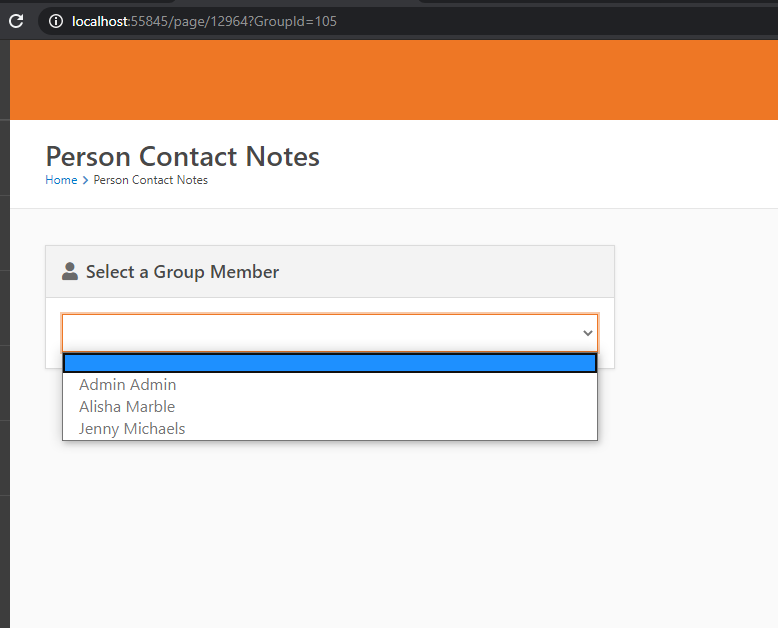 localhost:55845/page/12964?GroupId=105
Person Contact Notes
Home > Person Contact Notes
Select a Group Member
Admin Admin
Alisha Marble
Jenny Michaels